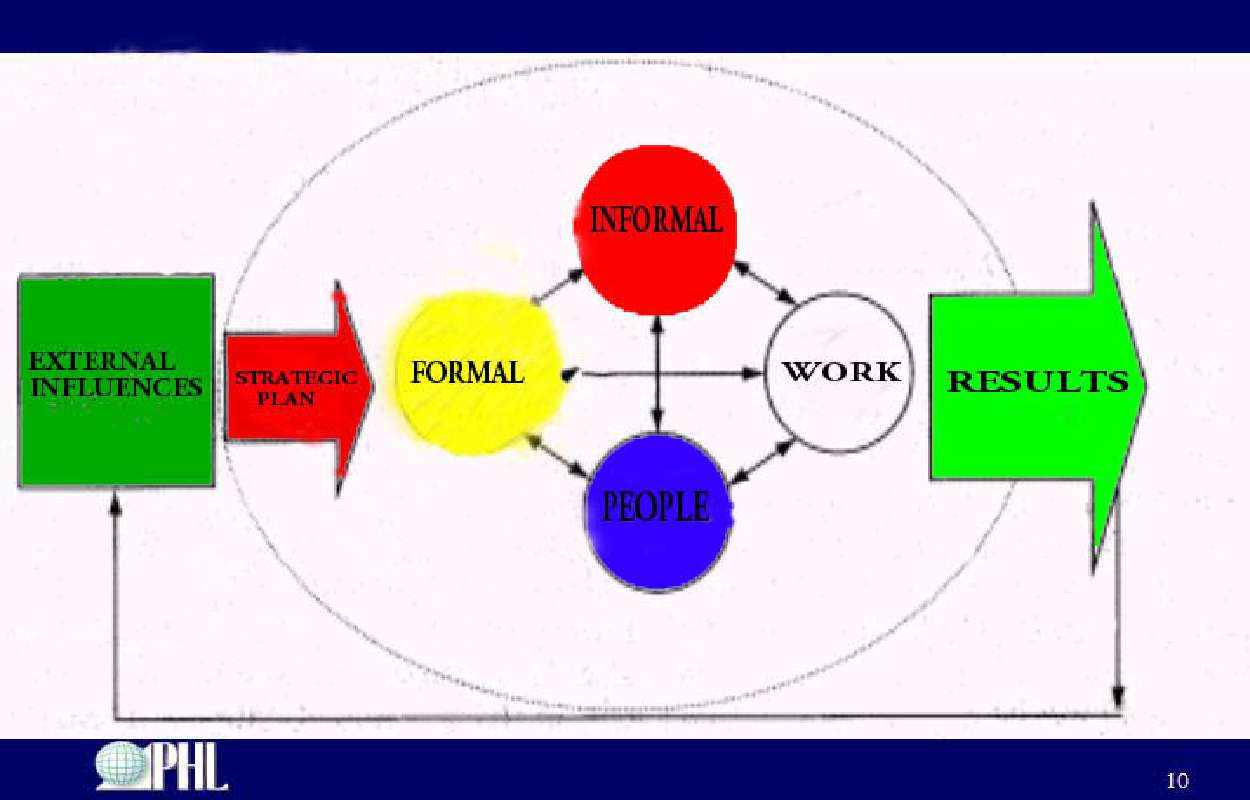 INFORMAL
EXTERNAL
INFLUENCES
STRATEGIC
PLAN
FORMAL
WORK
RESULTS
PEOPLE
PHL
10